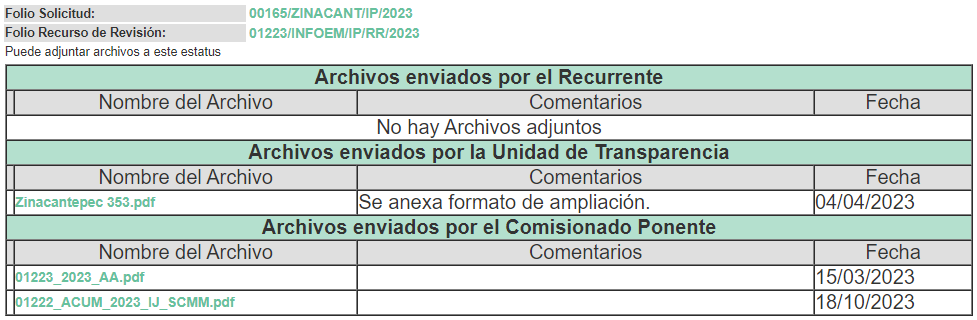 Folio Solicitud: 00165/ZINACANT/IP/2023
Folio Recurso de Revisión: 01223/INFOEM/IP/RR/2023
Puede adjuntar archivos a este estatus
Archivos enviados por el Recurrente
Nombre del Archivo Comentarios Fecha
No hay Archivos adjuntos
Archivos enviados por la Unidad de Transparencia
Nombre del Archivo Comentarios Fecha
Zinacantepec 353.pdf Se anexa formato de ampliación. 04/04/2023
Archivos enviados por el Comisionado Ponente
Nombre del Archivo Comentarios Fecha
01223_2023_AA.pdf 15/03/2023
01222_ACUM_2023_IJ_SCMM.pdf 18/10/2023